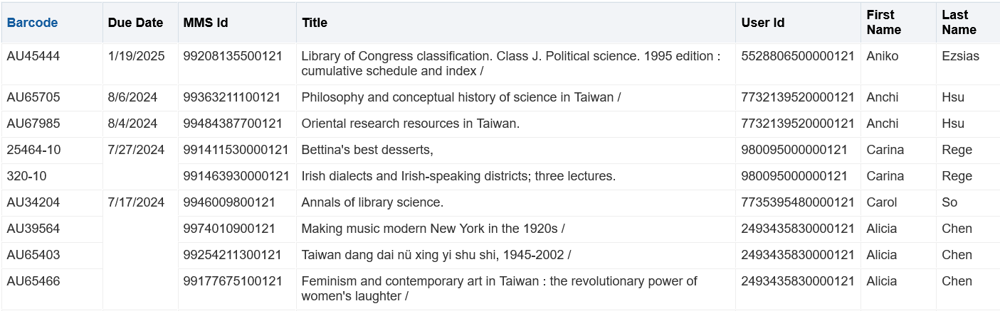 Barcode Due Date MMS Id Title User Id First Name Last Name
AU45444 1/19/2025 99208135500121 Library of Congress classification. Class J. Political science. 1995 edition : 5528806500000121 Aniko Ezsias
cumulative schedule and index /
AU65705 8/6/2024 99363211100121 Philosophy and conceptual history of science in Taiwan / 7732139520000121 Anchi Hsu
AU67985 8/4/2024 99484387700121 Oriental research resources in Taiwan. 7732139520000121 Anchi Hsu
25464-10 7/27/2024 991411530000121 Bettina's best desserts, 980095000000121 Carina Rege
320-10 991463930000121 Irish dialects and Irish-speaking districts; three lectures. 980095000000121 Carina Rege
AU34204 7/17/2024 9946009800121 Annals of library science. 7735395480000121 Carol So
AU39564 9974010900121 Making music modern New York in the 1920s / 2493435830000121 Alicia Chen
AU65403 99254211300121 Taiwan dang dai nü xing yi shu shi, 1945-2002 / 2493435830000121 Alicia Chen
AU65466 99177675100121 Feminism and contemporary art in Taiwan : the revolutionary power of 2493435830000121 Alicia Chen
women's laughter /